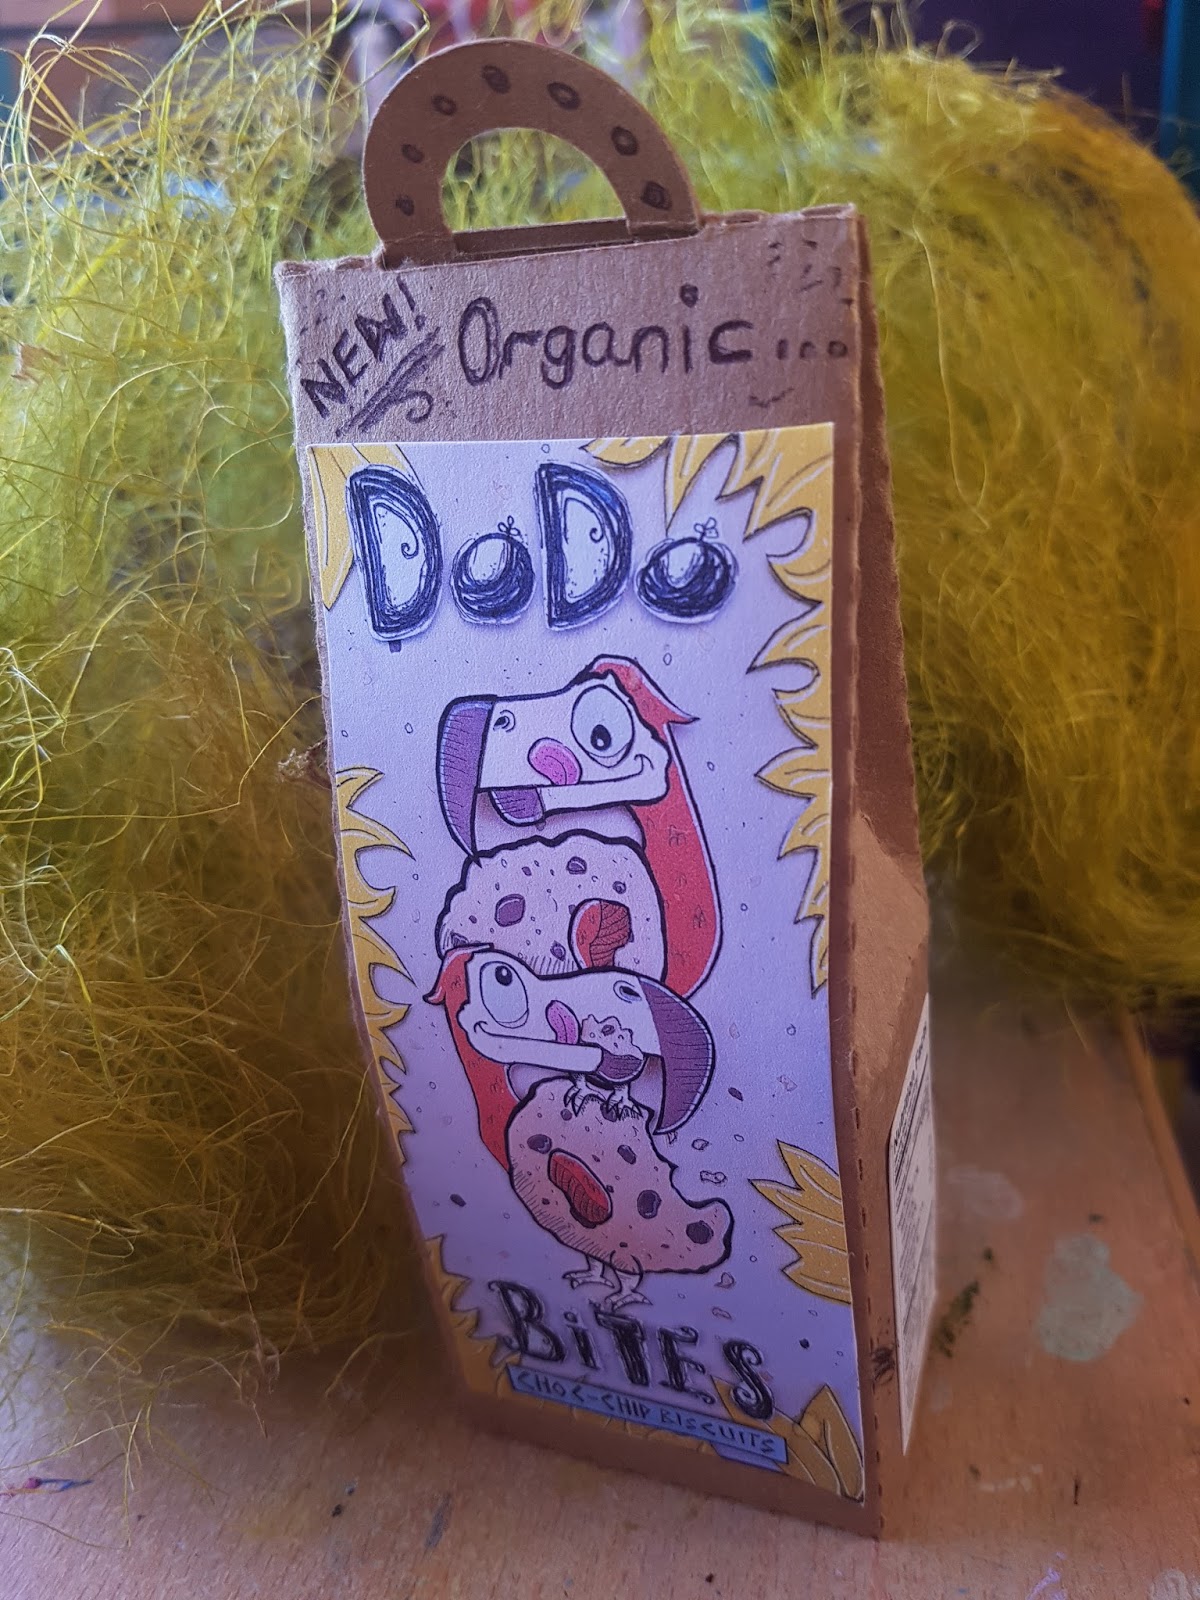 NEW!
Organic...
DoDo
BiTES
CHOC-CHIP BISCUITS